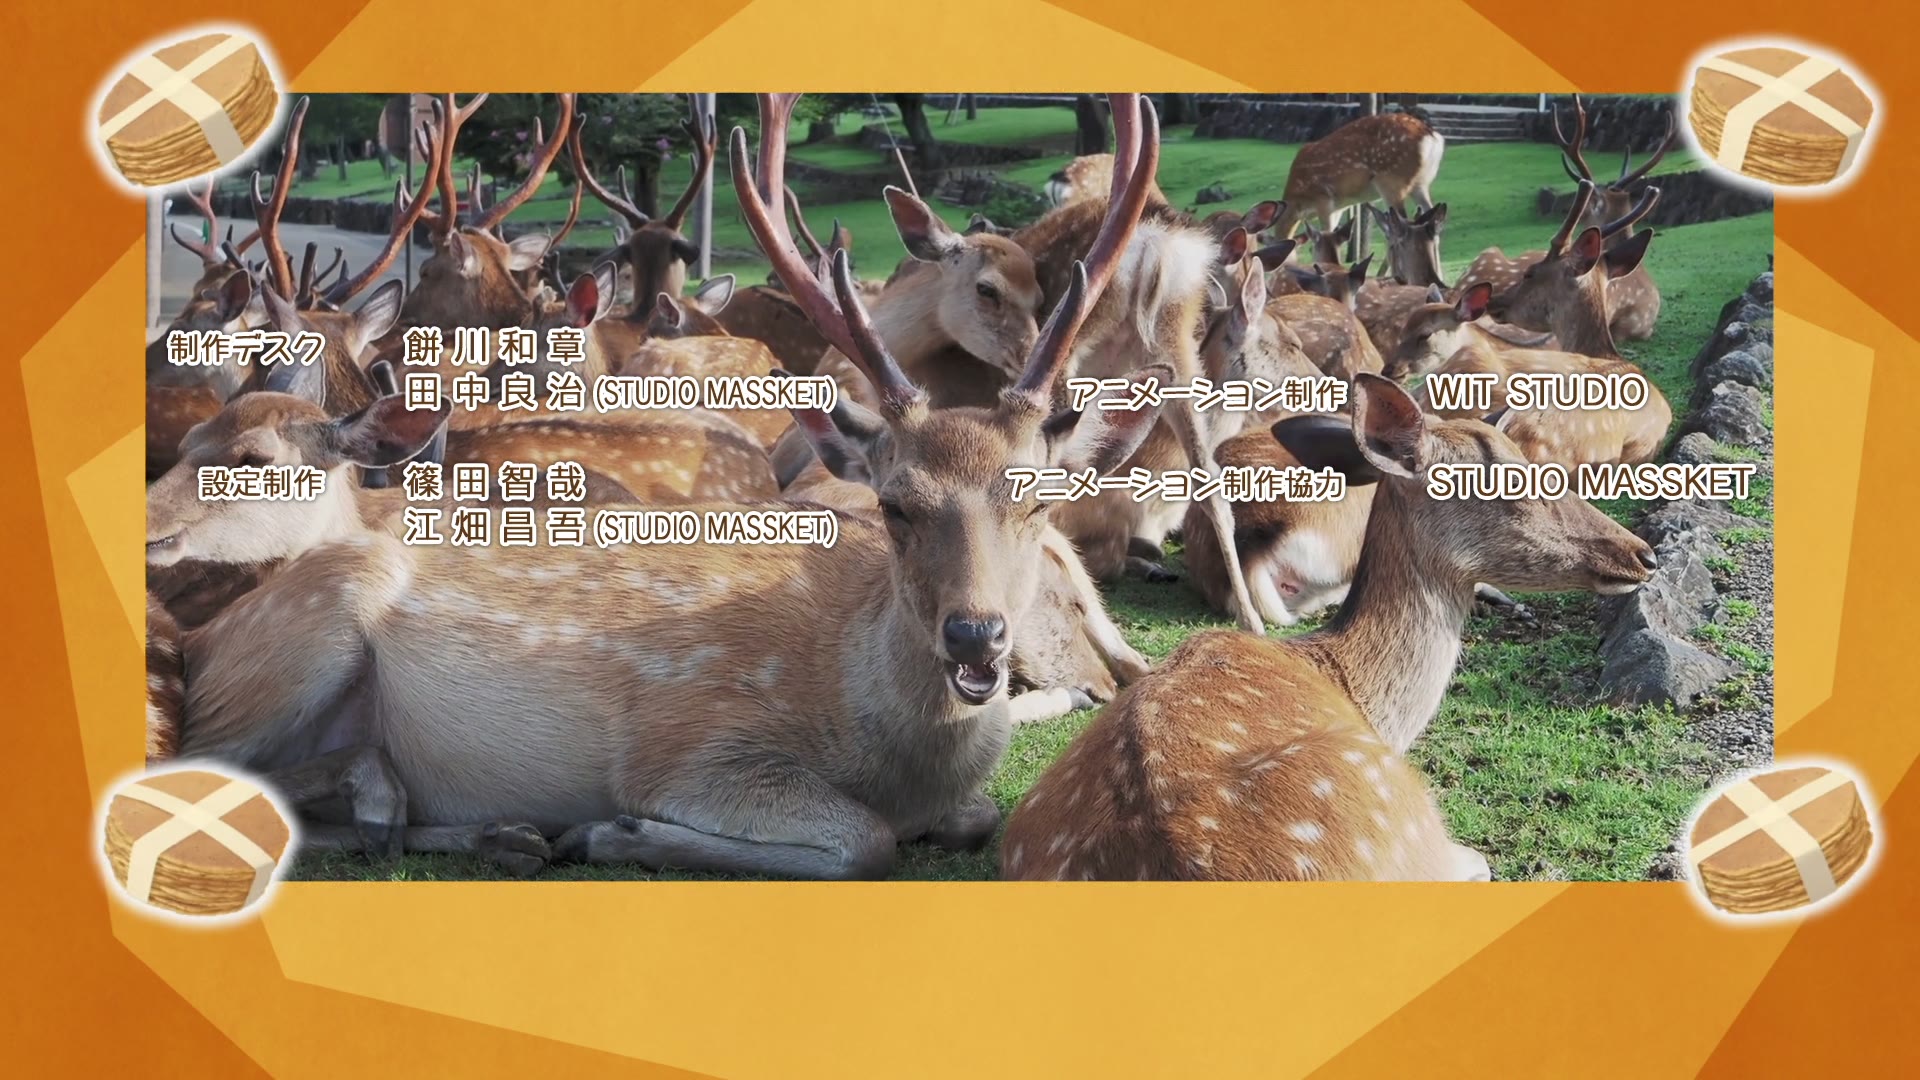 制作デスク 餅川和章
田中良治(STUDIO MASSKET)
設定制作 篠田智哉
江畑昌吾(STUDIO MASSKET)
アニメーション制作 WIT STUDIO
アニメーション制作協力 STUDIO MASSKET